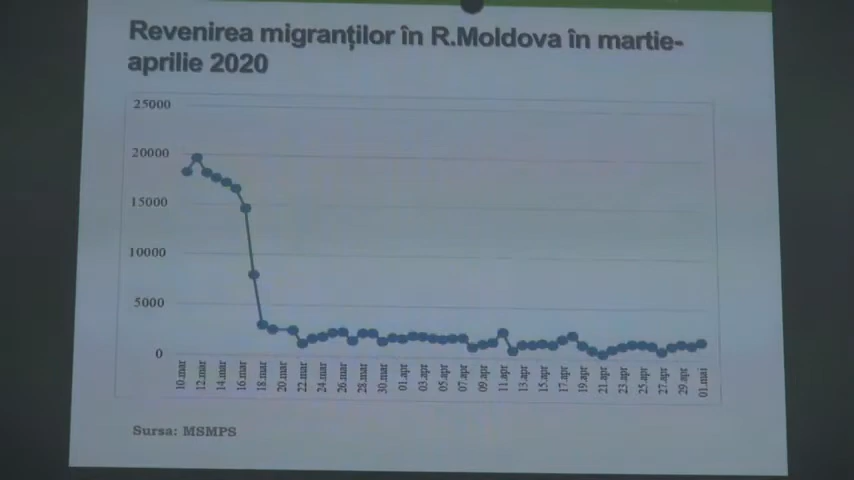 Revenirea migranților în R.Moldova în martie-
aprilie 2020
25000
20000
15000
10000
5000
0
10.mar 12.mar 14.mar 16.mar 18.mar 20.mar 22.mar 24.mar 26.mar 28.mar 30.mar 01.apr 03.apr 05.apr 07.apr 09.apr 11.apr 13.apr 15.apr 17.apr 19.apr 21.apr 23.apr 25.apr 27.apr 29.apr 01.mai
Sursa: MSMPS